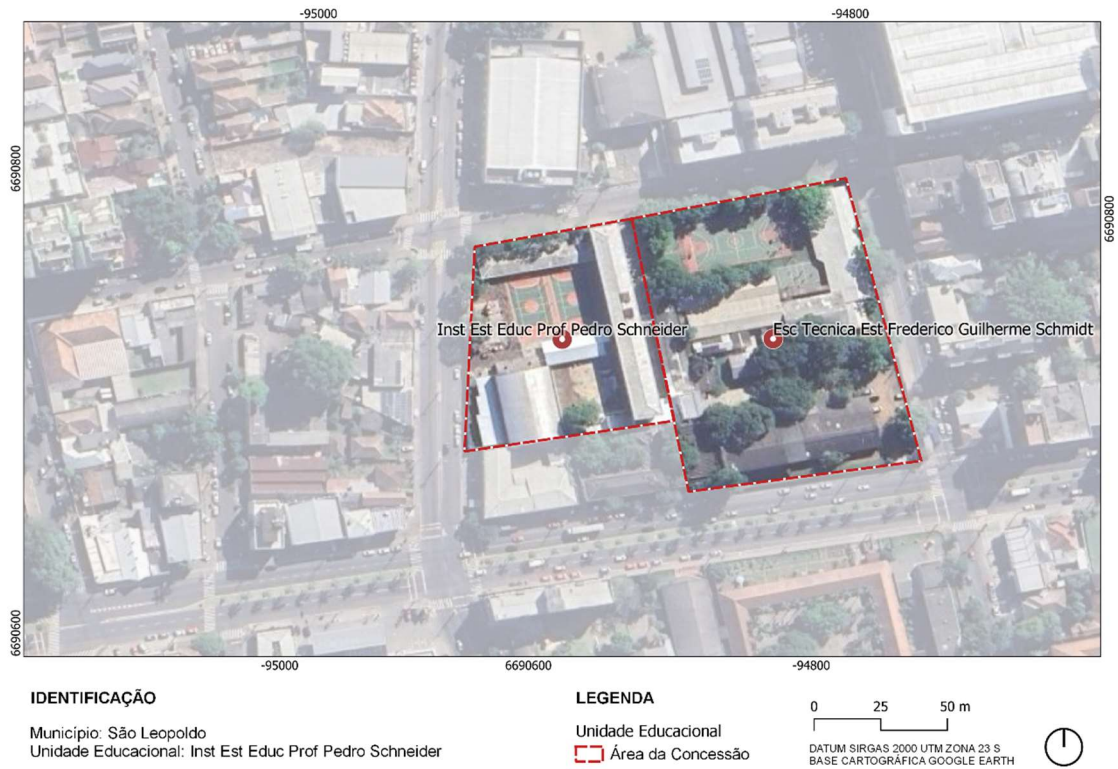 -95000
-94800
6690800
6690800
Inst Est Educ Prof Pedro Schneider
Esc Tecnica Est Frederico Guilherme Schmidt
6690600
-95000
6690600
-94800
IDENTIFICAÇÃO
Município: São Leopoldo
Unidade Educacional: Inst Est Educ Prof Pedro Schneider
LEGENDA
Unidade Educacional
Área da Concessão
0 25 50 m
DATUM SIRGAS 2000 UTM ZONA 23 S
BASE CARTOGRÁFICA GOOGLE EARTH